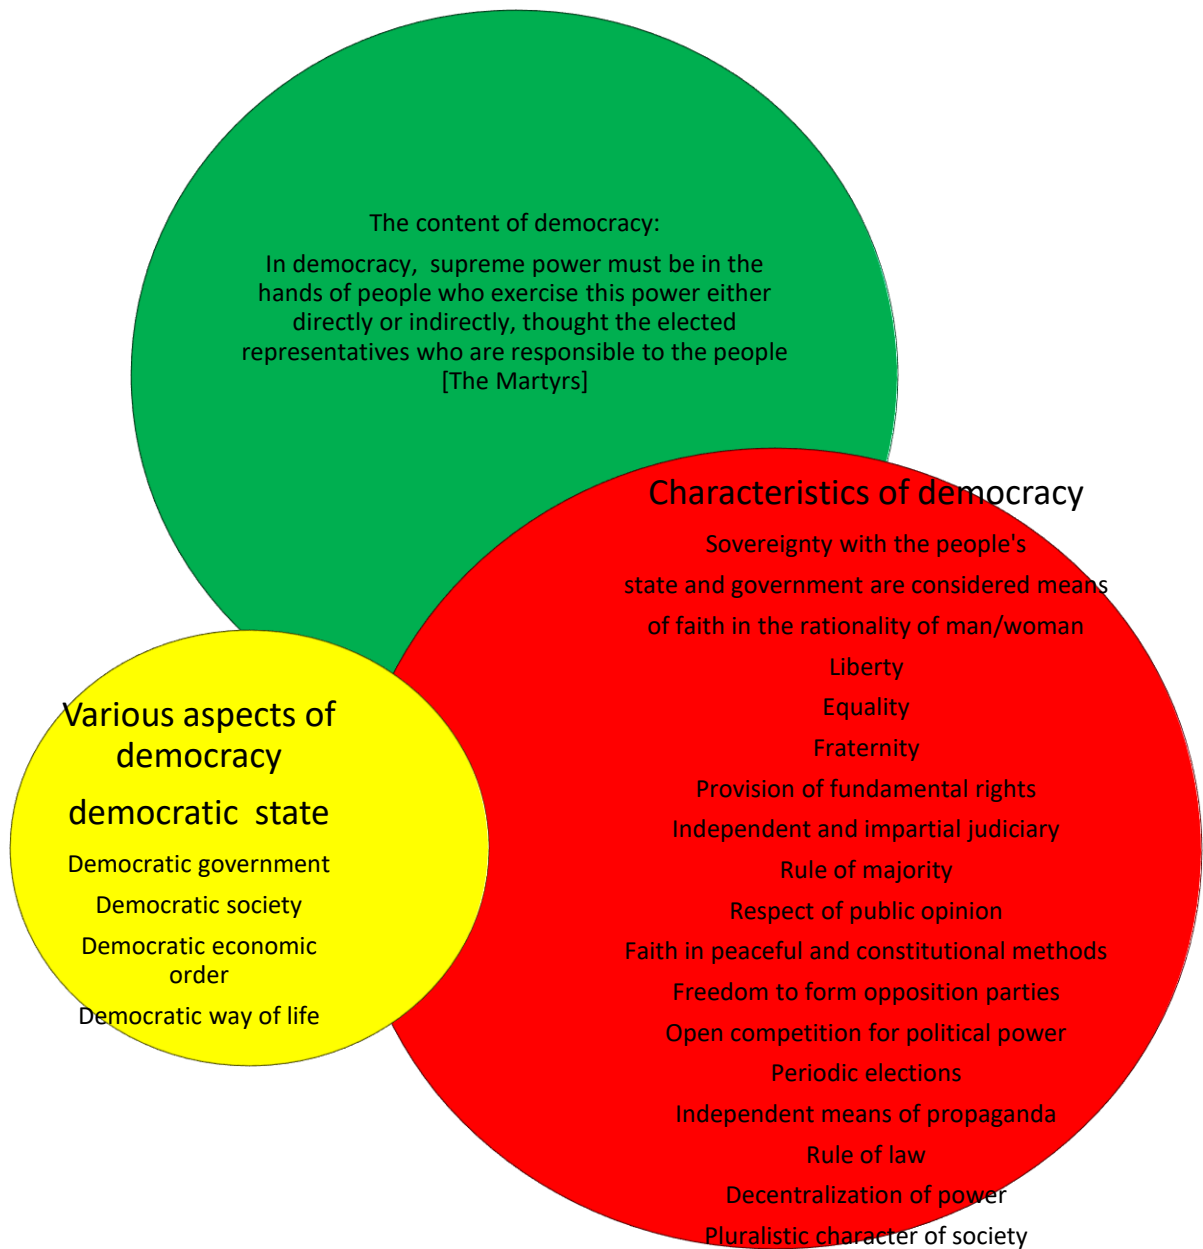 The content of democracy:
In democracy,  supreme power must be in the
hands of people who exercise this power either
directly or indirectly, thought the elected
representatives who are responsible to the people
[The Martyrs]
Characteristics of democracy
Sovereignty with the people's
state and government are considered means
of faith in the rationality of man/woman
Liberty
Equality
Fraternity
Provision of fundamental rights
Independent and impartial judiciary
Rule of majority
Respect of public opinion
Faith in peaceful and constitutional methods
Freedom to form opposition parties
Open competition for political power
Periodic elections
Independent means of propaganda
Rule of law
Decentralization of power
Pluralistic character of society
Various aspects of
democracy
democratic  state
Democratic government
Democratic society
Democratic economic
order
Democratic way of life